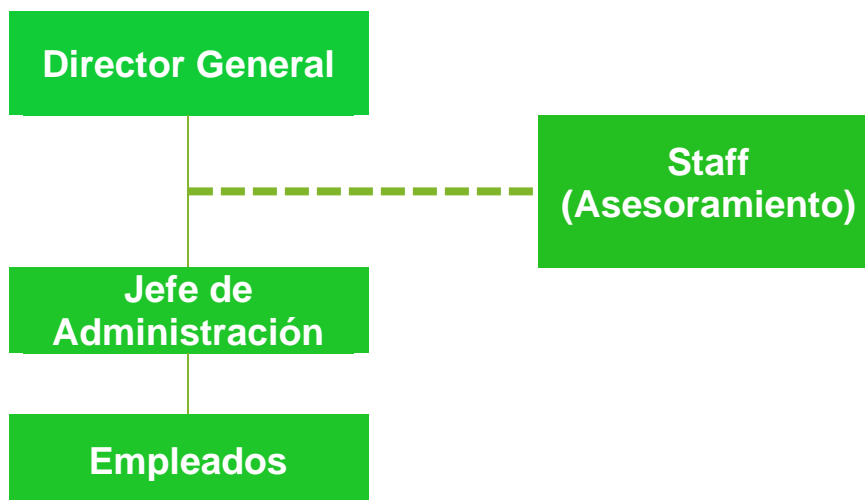 Director General
Staff
(Asesoramiento)
Jefe de
Administración
Empleados